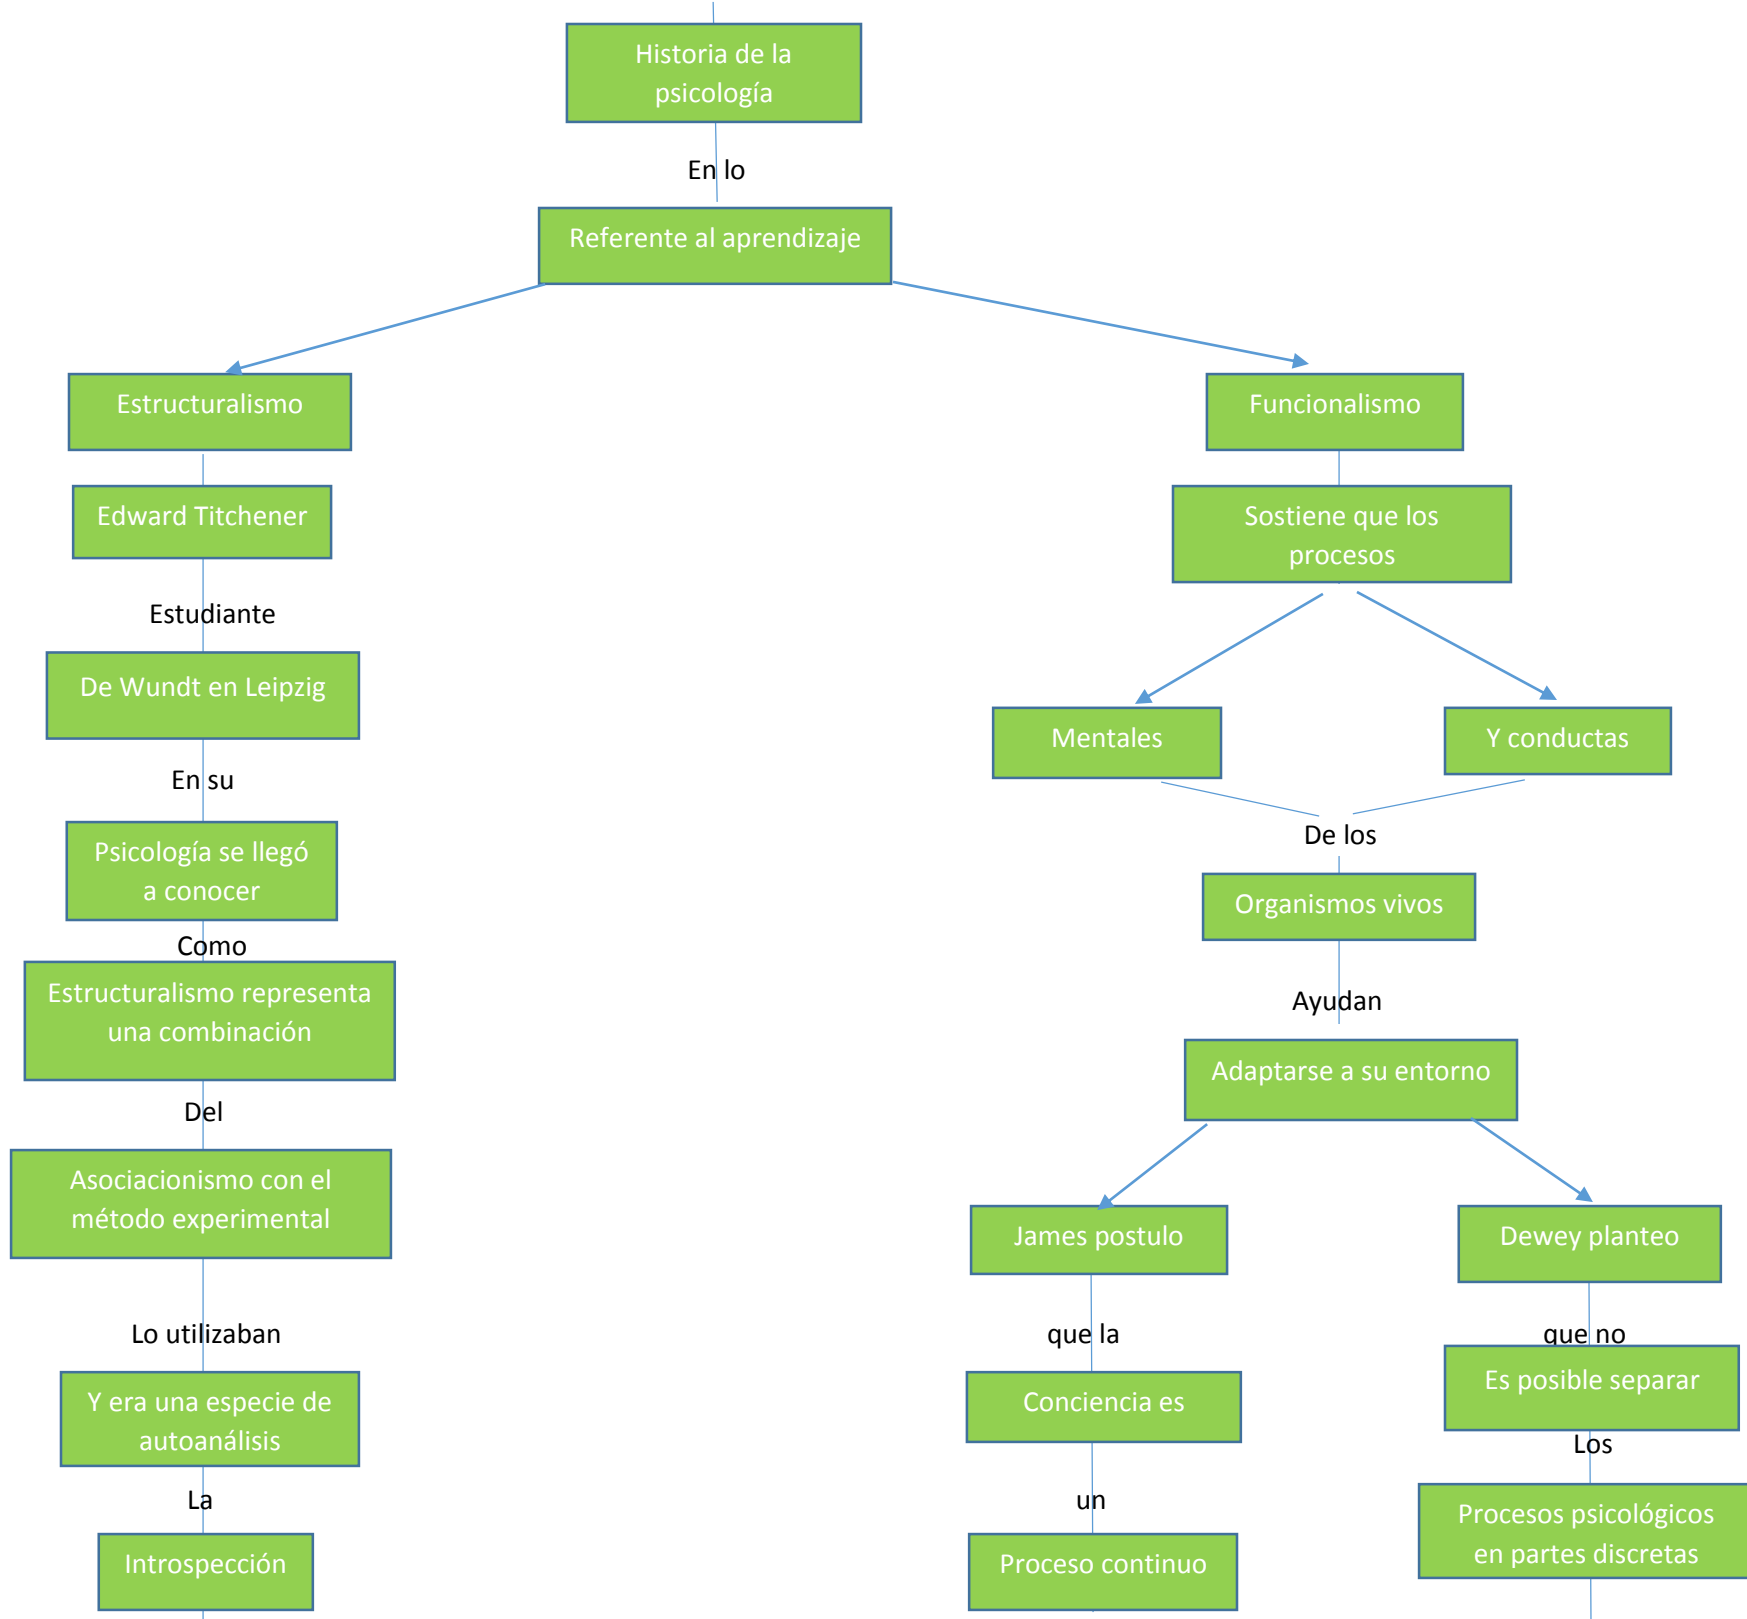 Historia de la
psicología
En lo
Referente al aprendizaje
Estructuralismo
Edward Titchener
Estudiante
De Wundt en Leipzig
En su
Psicología se llegó
a conocer
Como
Estructuralismo representa
una combinación
Del
Asociacionismo con el
método experimental
Lo utilizaban
Y era una especie de
autoanálisis
La
Introspección
Funcionalismo
Sostiene que los
procesos
Mentales
Y conductas
De los
Organismos vivos
Ayudan
Adaptarse a su entorno
James postulo
que la
Conciencia es
un
Proceso continuo
Dewey planteo
que no
Es posible separar
Los
Procesos psicológicos
en partes discretas